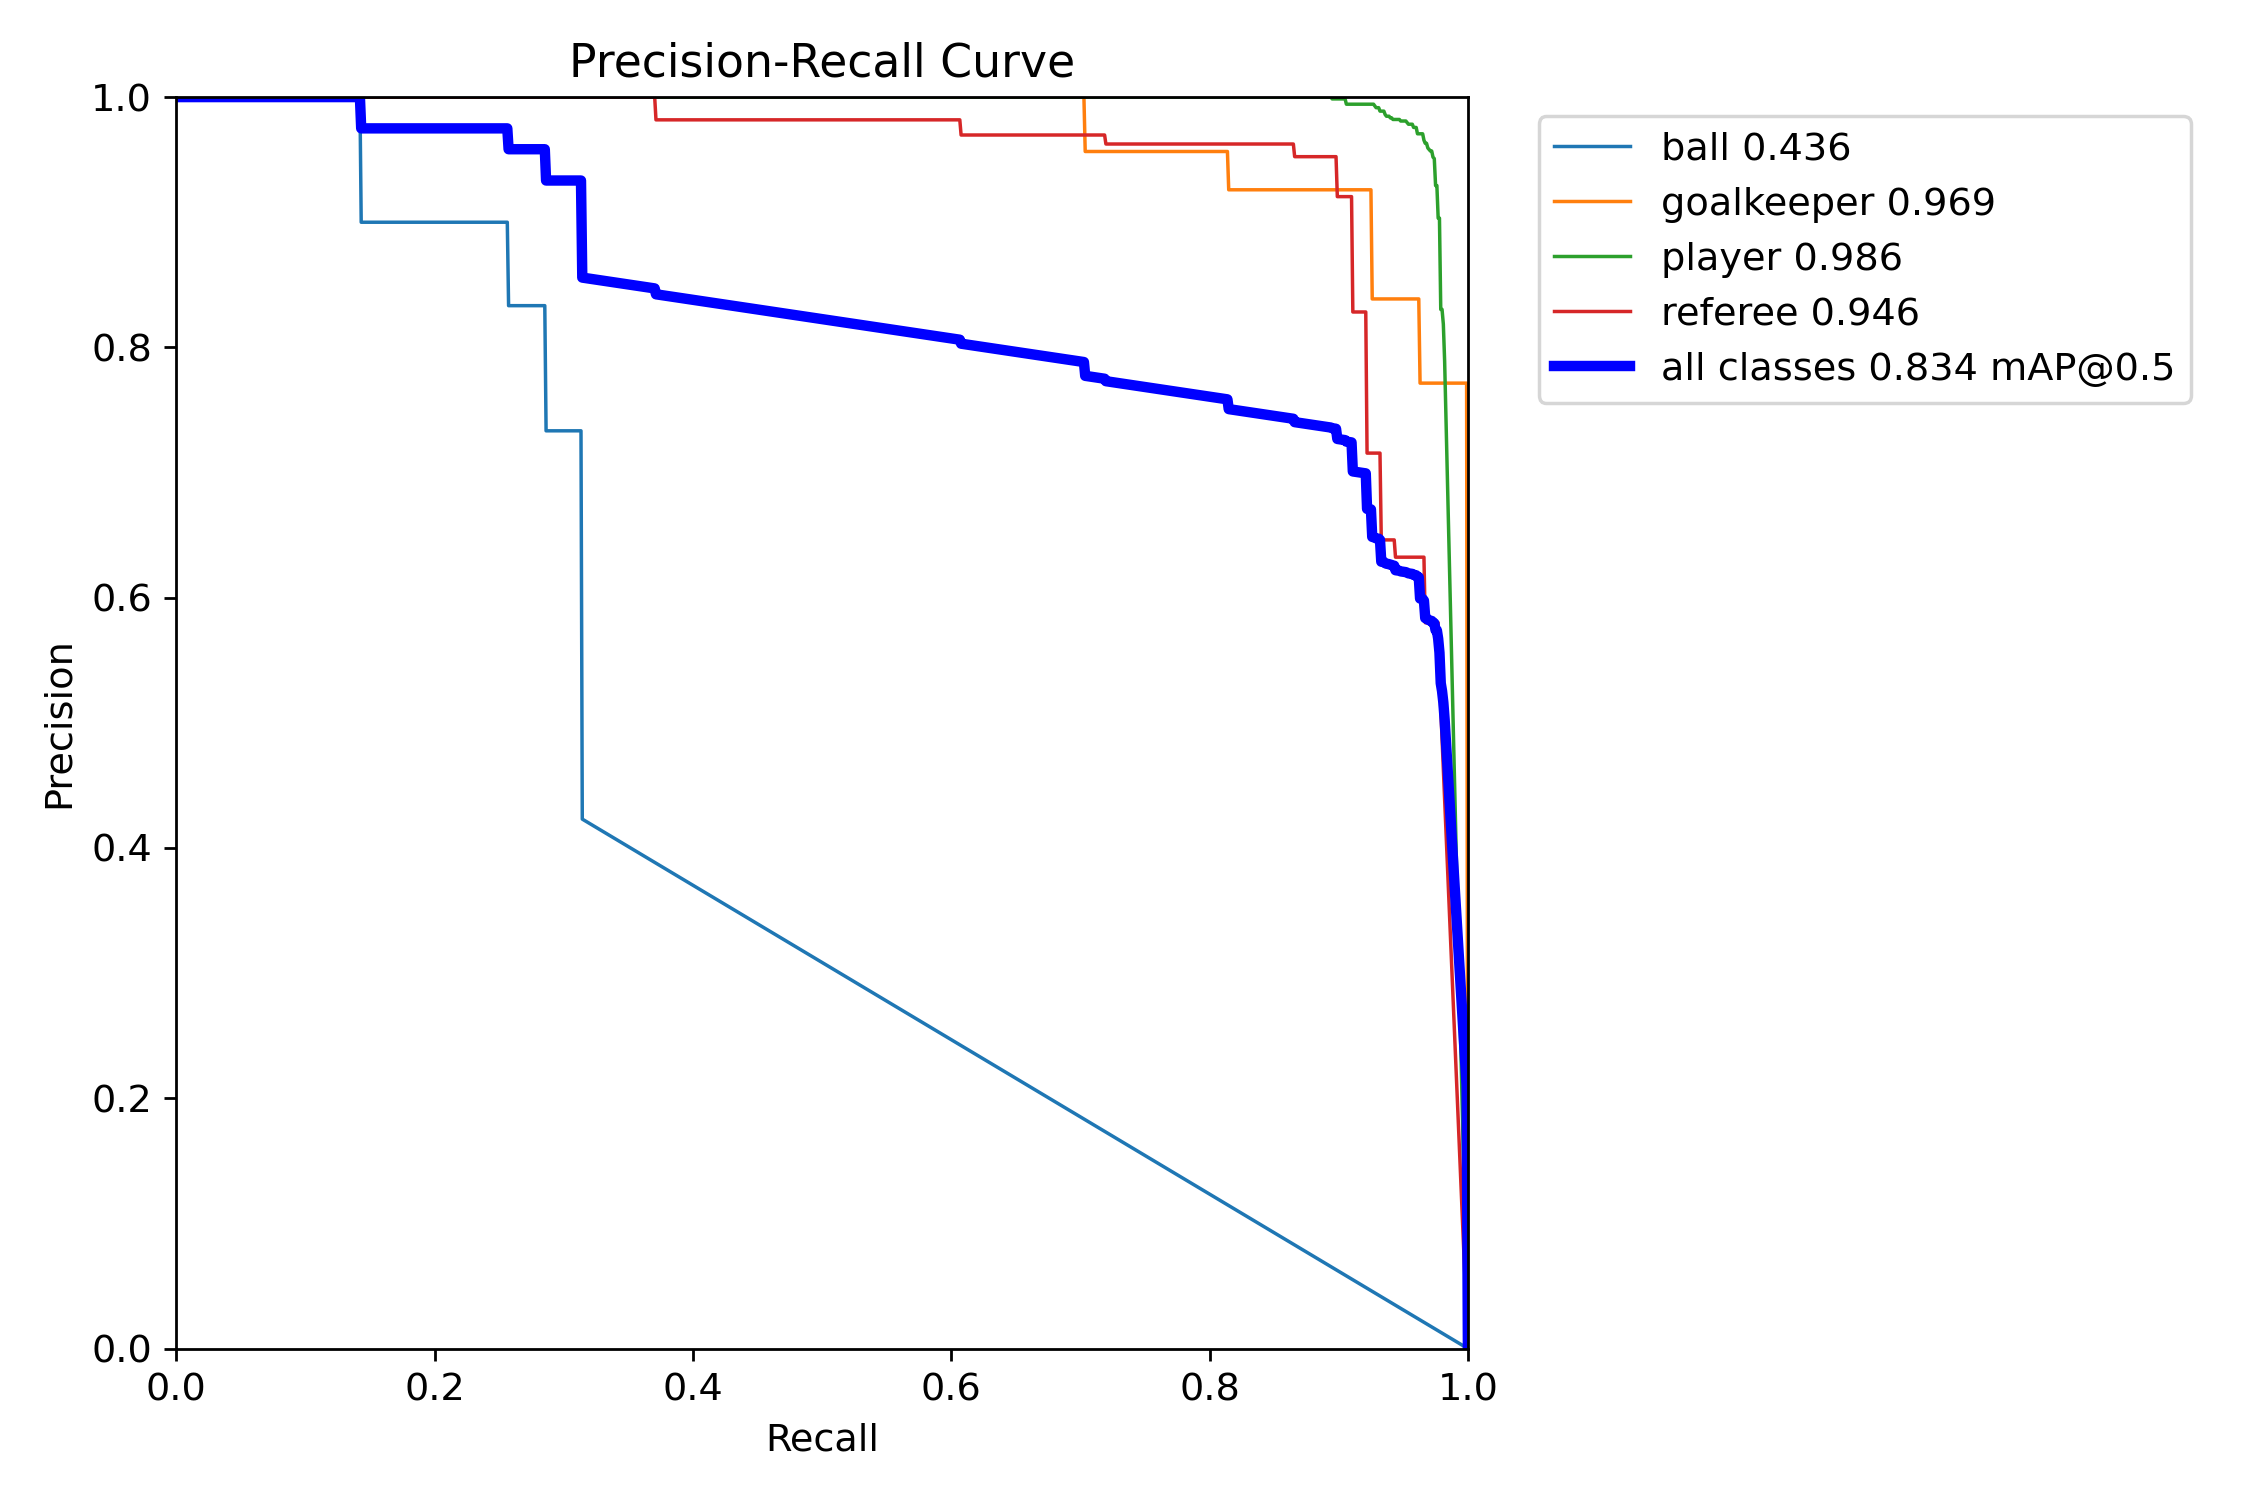 Precision-Recall Curve
1.0
0.8
0.6
0.4
0.2
0.0
Precision
0.0 0.2 0.4 0.6 0.8 1.0
Recall
ball 0.436
goalkeeper 0.969
player 0.986
referee 0.946
all classes 0.834 mAP@0.5